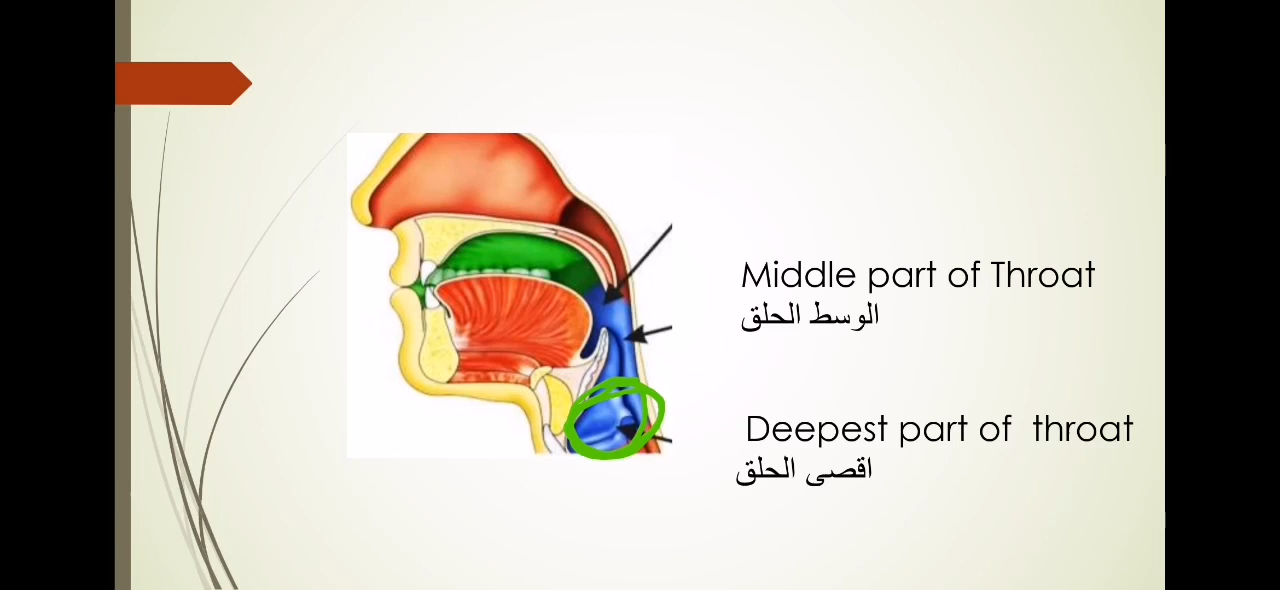 Middle part of Throat
الوسط الحلق
Deepest part of throat
اقصى الحلق